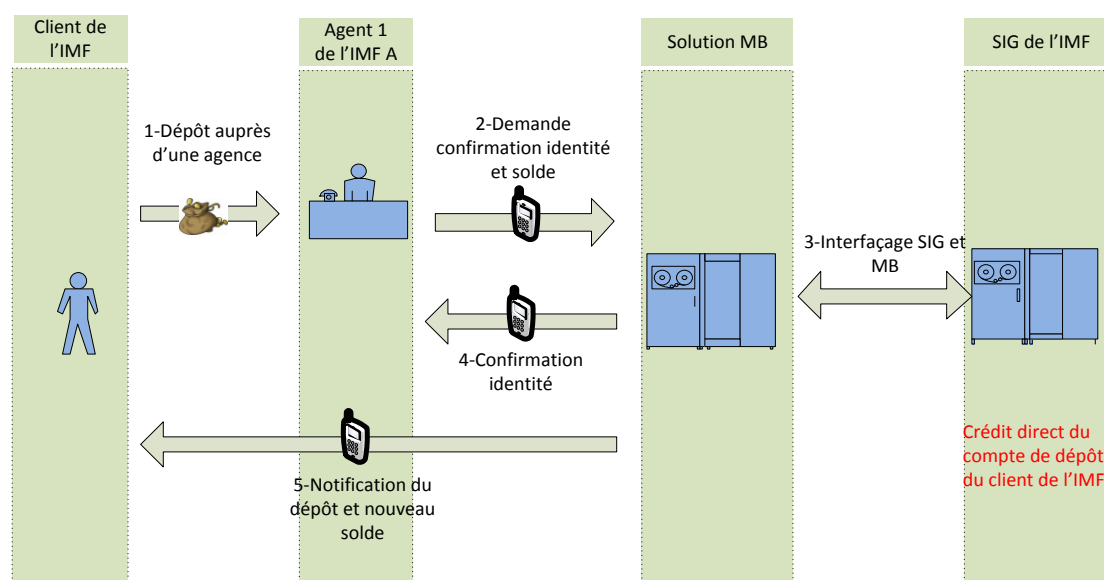 Client de
l’IMF
Agent 1
de l’IMF A
Solution MB
SIG de l’IMF
1-Dépôt auprès
d’une agence
2-Demande
confirmation identité
et solde
3-Interfaçage SIG et
MB
4-Confirmation
identité
5-Notification du
dépôt et nouveau
solde
Crédit direct du
compte de dépôt
du client de l’IMF